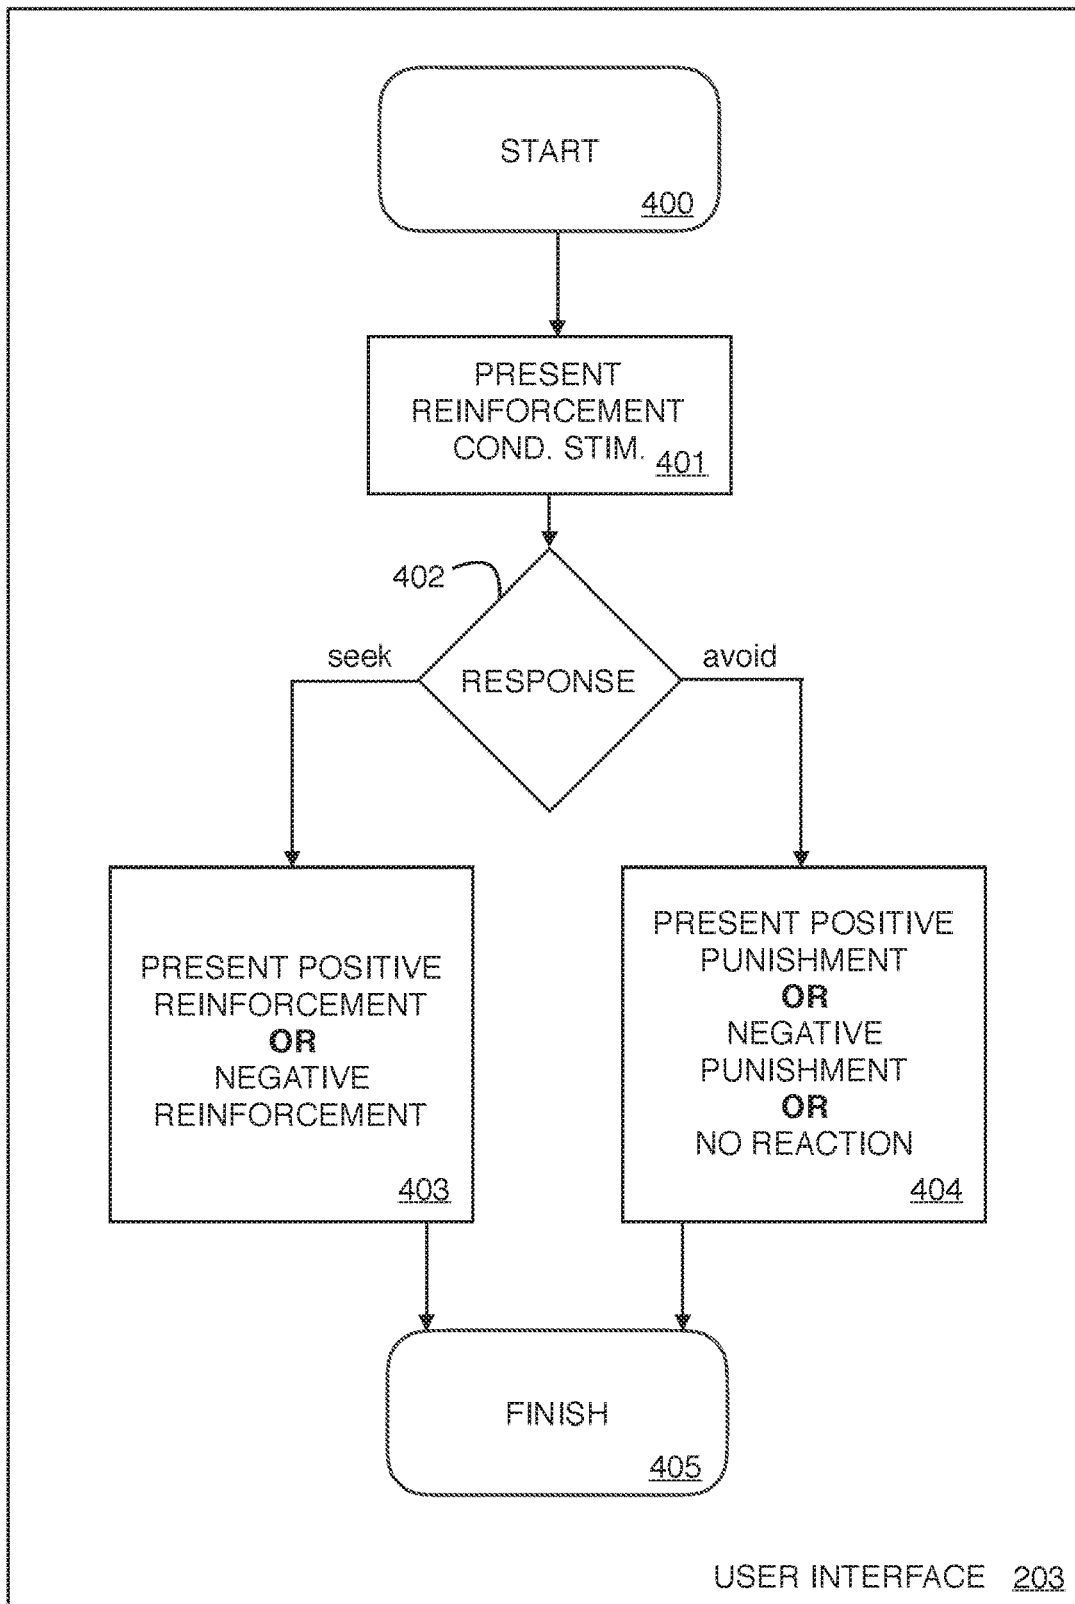 START
400
PRESENT
REINFORCEMENT
COND. STIM.
401
402
seek
RESPONSE
avoid
PRESENT POSITIVE
REINFORCEMENT
OR
NEGATIVE
REINFORCEMENT
403
PRESENT POSITIVE
PUNISHMENT
OR
NEGATIVE
PUNISHMENT
OR
NO REACTION
404
FINISH
405
USER INTERFACE 203